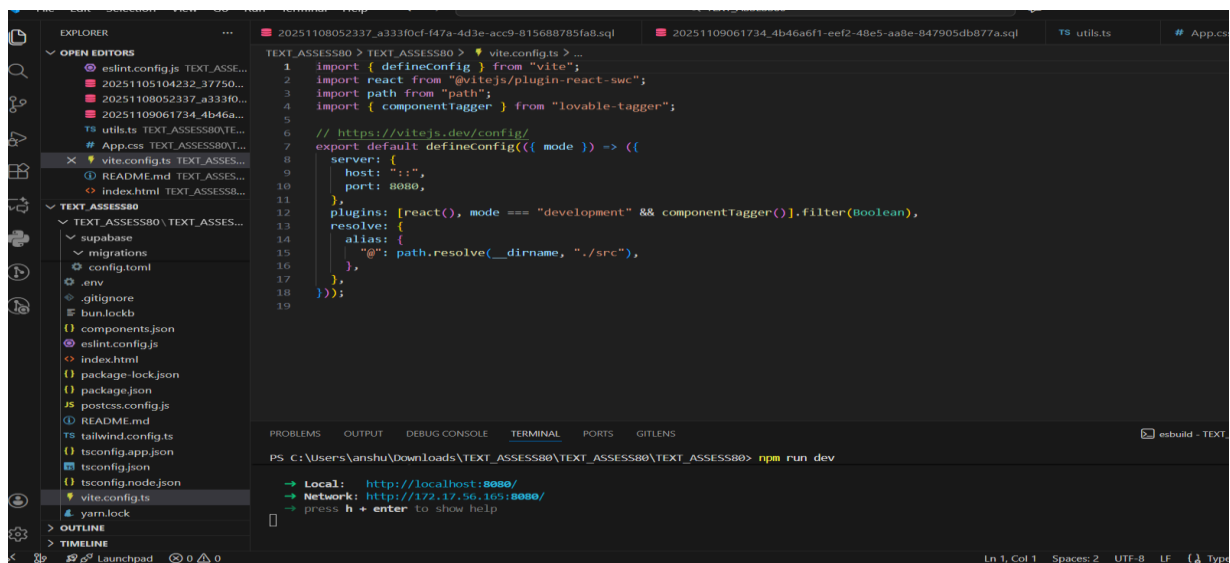 File Edit Selection View Go Run Terminal Help
EXPLORER
OPEN EDITORS
eslint.config.js TEXT_ASSE...
20251105104232_37750...
20251108052337_a333f0...
20251109061734_4b46a...
TS utils.ts TEXT_ASSESS80\TE...
# App.css TEXT_ASSESS80\T...
vite.config.ts TEXT_ASSES...
README.md TEXT_ASSES...
index.html TEXT_ASSESS8...
TEXT_ASSESS80
TEXT_ASSESS80\TEXT_ASSES...
supabase
migrations
config.toml
.env
.gitignore
bun.lockb
{} components.json
eslint.config.js
<> index.html
{} package-lock.json
{} package.json
JS postcss.config.js
README.md
TS tailwind.config.ts
{} tsconfig.app.json
tsconfig.json
{} tsconfig.node.json
vite.config.ts
yarn.lock
OUTLINE
TIMELINE
20251108052337_a333f0cf-f47a-4d3e-acc9-815688785fa8.sql 20251109061734_4b46a6f1-eef2-48e5-aa8e-847905db877a.sql TS utils.ts # App.css
TEXT_ASSESS80 > TEXT_ASSESS80 > vite.config.ts > ...
1 import { defineConfig } from "vite";
2 import react from "@vitejs/plugin-react-swc";
3 import path from "path";
4 import { componentTagger } from "lovable-tagger";
5
6 // https://vitejs.dev/config/
7 export default defineConfig(({ mode }) => ({
8 server: {
9 host: "::",
10 port: 8080,
11 },
12 plugins: [react(), mode === "development" && componentTagger()].filter(Boolean),
13 resolve: {
14 alias: {
15 "@": path.resolve(__dirname, "./src"),
16 },
17 },
18 }));
19
PROBLEMS OUTPUT DEBUG CONSOLE TERMINAL PORTS GITLENS
esbuild - TEXT_
PS C:\Users\anshu\Downloads\TEXT_ASSESS80\TEXT_ASSESS80\TEXT_ASSESS80> npm run dev
→ Local: http://localhost:8080/
→ Network: http://172.17.56.165:8080/
→ press h + enter to show help
Launchpad 0 0 Ln 1, Col 1 Spaces: 2 UTF-8 LF {} Type